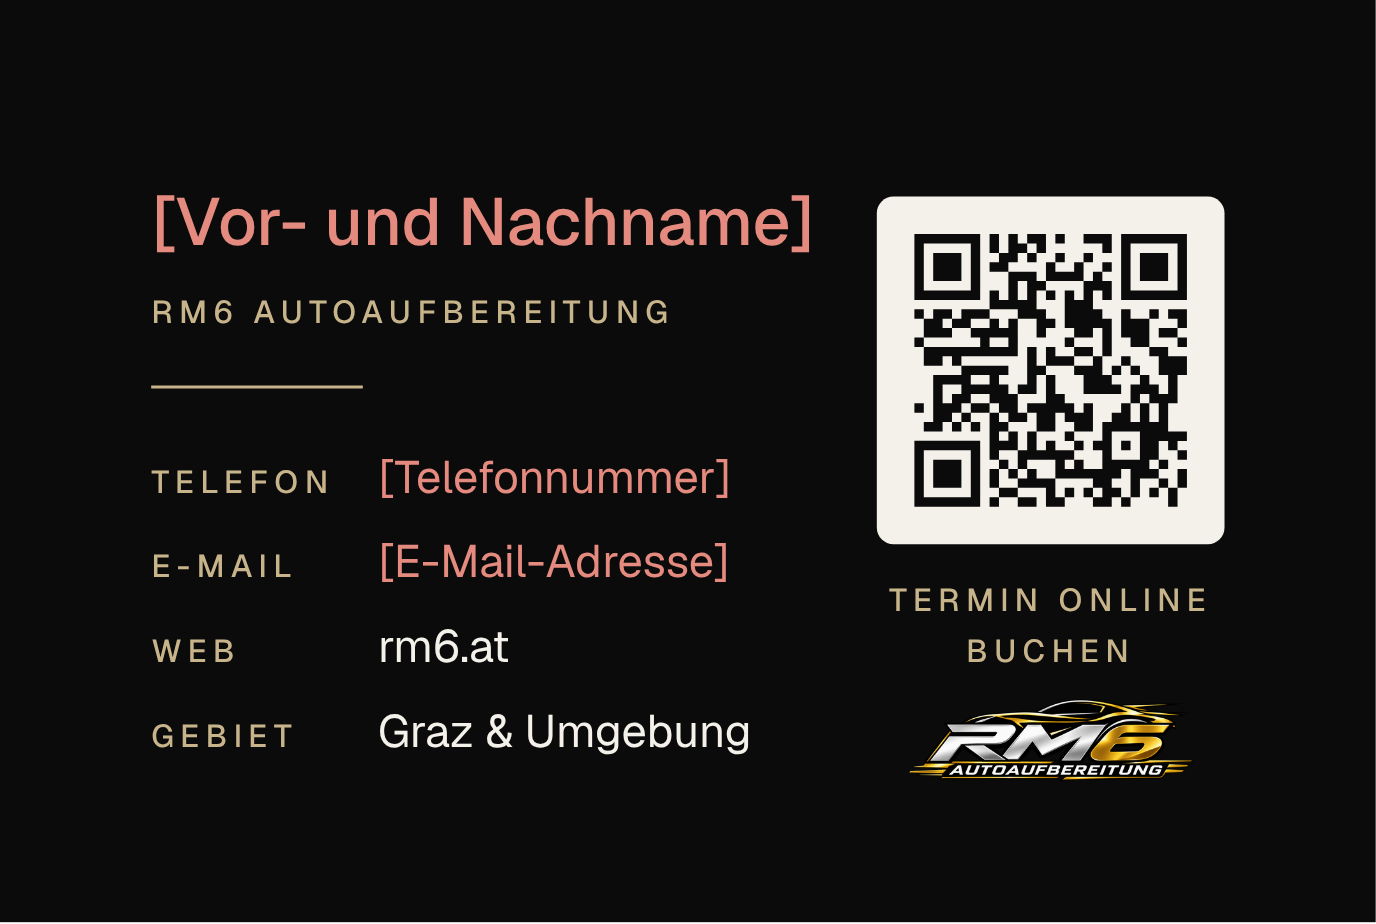 [Vor- und Nachname]
RM6 AUTOAUFBEREITUNG
TELEFON [Telefonnummer]
E-MAIL [E-Mail-Adresse]
WEB rm6.at
GEBIET Graz & Umgebung
TERMIN ONLINE
BUCHEN
RM6
AUTOAUFBEREITUNG